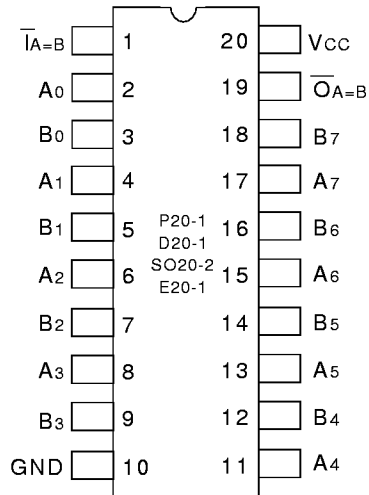 I̅A=B 1 20 VCC
A0 2 19 O̅A=B
B0 3 18 B7
A1 4 17 A7
B1 5 P20-1 16 B6
D20-1
A2 6 SO20-2 15 A6
E20-1
B2 7 14 B5
A3 8 13 A5
B3 9 12 B4
GND 10 11 A4